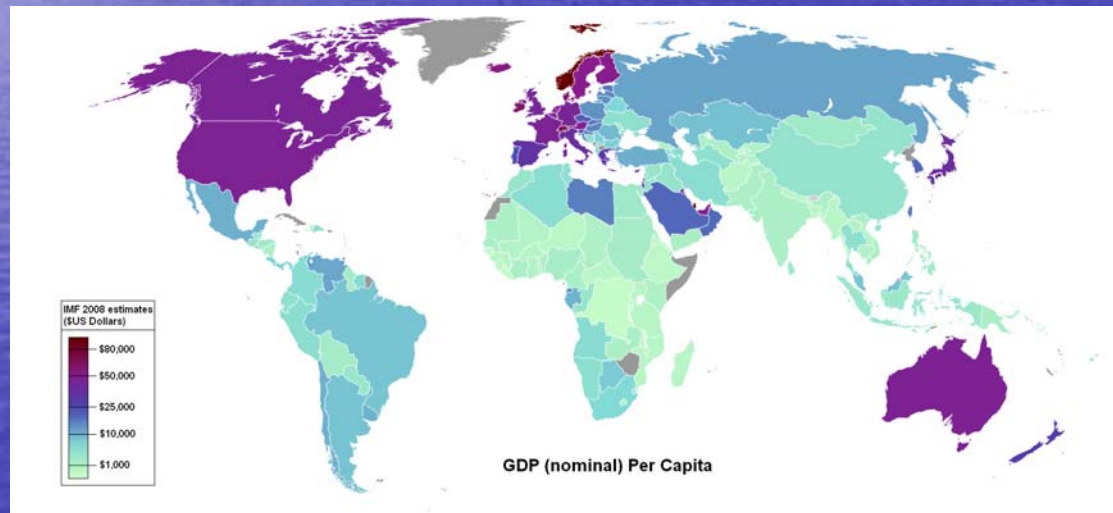 IMF 2008 estimates
($US Dollars)
$80,000
$50,000
$25,000
$10,000
$1,000
GDP (nominal) Per Capita